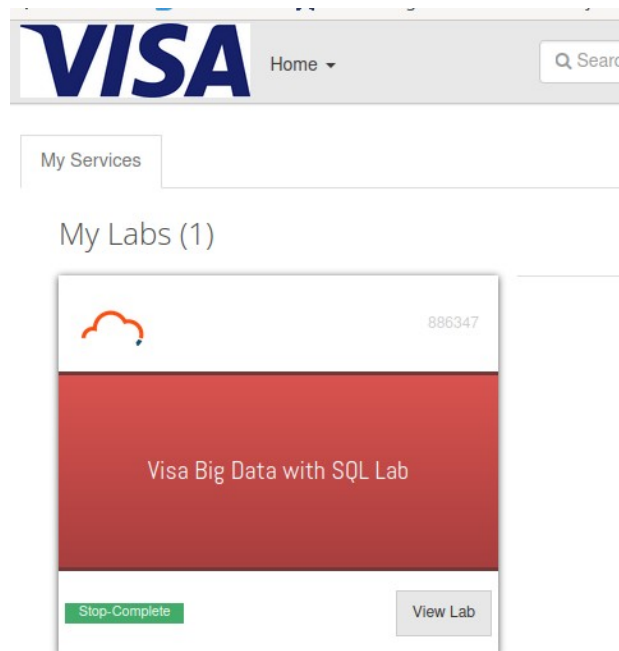 VISA
Home
Searc
My Services
My Labs (1)
886347
Visa Big Data with SQL Lab
Stop-Complete
View Lab